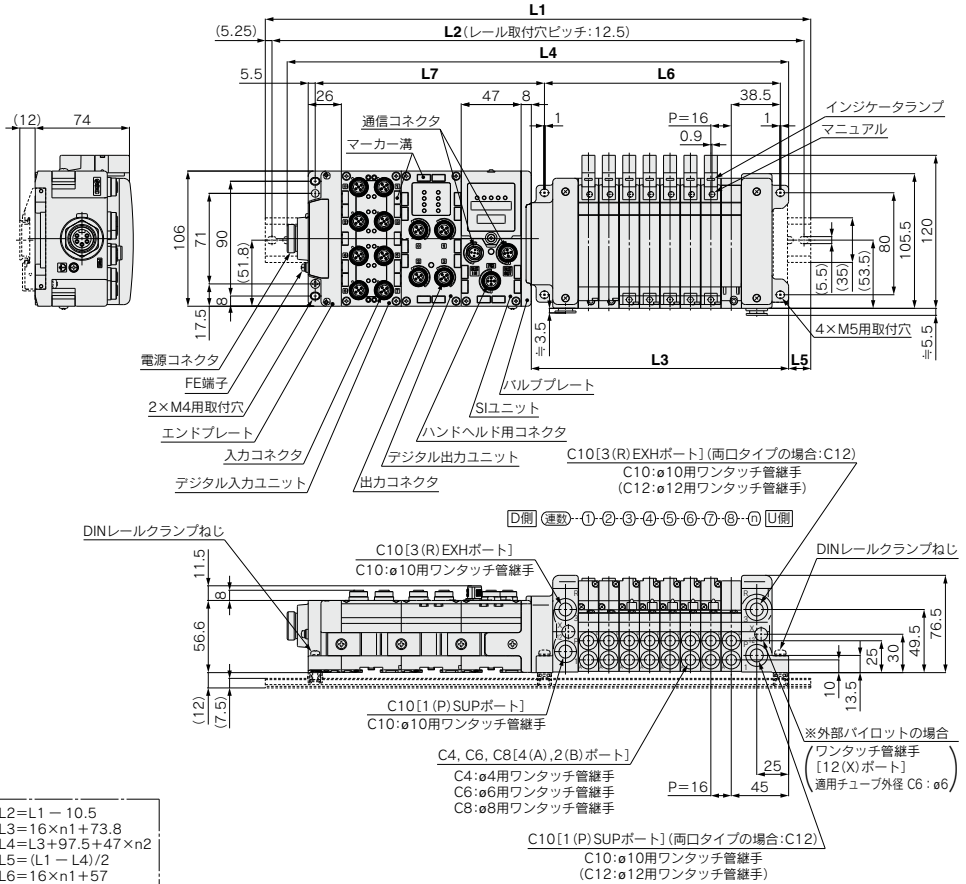 L1
(5.25)
L2(レール取付穴ピッチ:12.5)
L4
5.5
L7
L6
26
47
8
38.5
(12)
74
通信コネクタ
マーカー溝
1
P=16
0.9
1
インジケータランプ
マニュアル
106
71
90
(51.8)
8
17.5
80
105.5
120
(5.5)
(35)
(53.5)
≒3.5
4×M5用取付穴
≒5.5
L3
L5
電源コネクタ
FE端子
2×M4用取付穴
エンドプレート
入力コネクタ
デジタル入力ユニット
バルブプレート
SIユニット
ハンドヘルド用コネクタ
デジタル出力ユニット
出力コネクタ
C10[3(R)EXHポート](両口タイプの場合:C12)
C10:ø10用ワンタッチ管継手
(C12:ø12用ワンタッチ管継手)
D側 連数 1 2 3 4 5 6 7 8 n U側
DINレールクランプねじ
C10[3(R)EXHポート]
C10:ø10用ワンタッチ管継手
DINレールクランプねじ
11.5
8
56.6
(12)
(7.5)
25
30
49.5
76.5
10
13.5
C10[1(P)SUPポート]
C10:ø10用ワンタッチ管継手
C4, C6, C8[4(A),2(B)ポート]
C4:ø4用ワンタッチ管継手
C6:ø6用ワンタッチ管継手
C8:ø8用ワンタッチ管継手
P=16
25
45
※外部パイロットの場合
(ワンタッチ管継手
[12(X)ポート]
適用チューブ外径 C6:ø6)
C10[1(P)SUPポート](両口タイプの場合:C12)
C10:ø10用ワンタッチ管継手
(C12:ø12用ワンタッチ管継手)
L2=L1－10.5
L3=16×n1+73.8
L4=L3+97.5+47×n2
L5=(L1－L4)/2
L6=16×n1+57